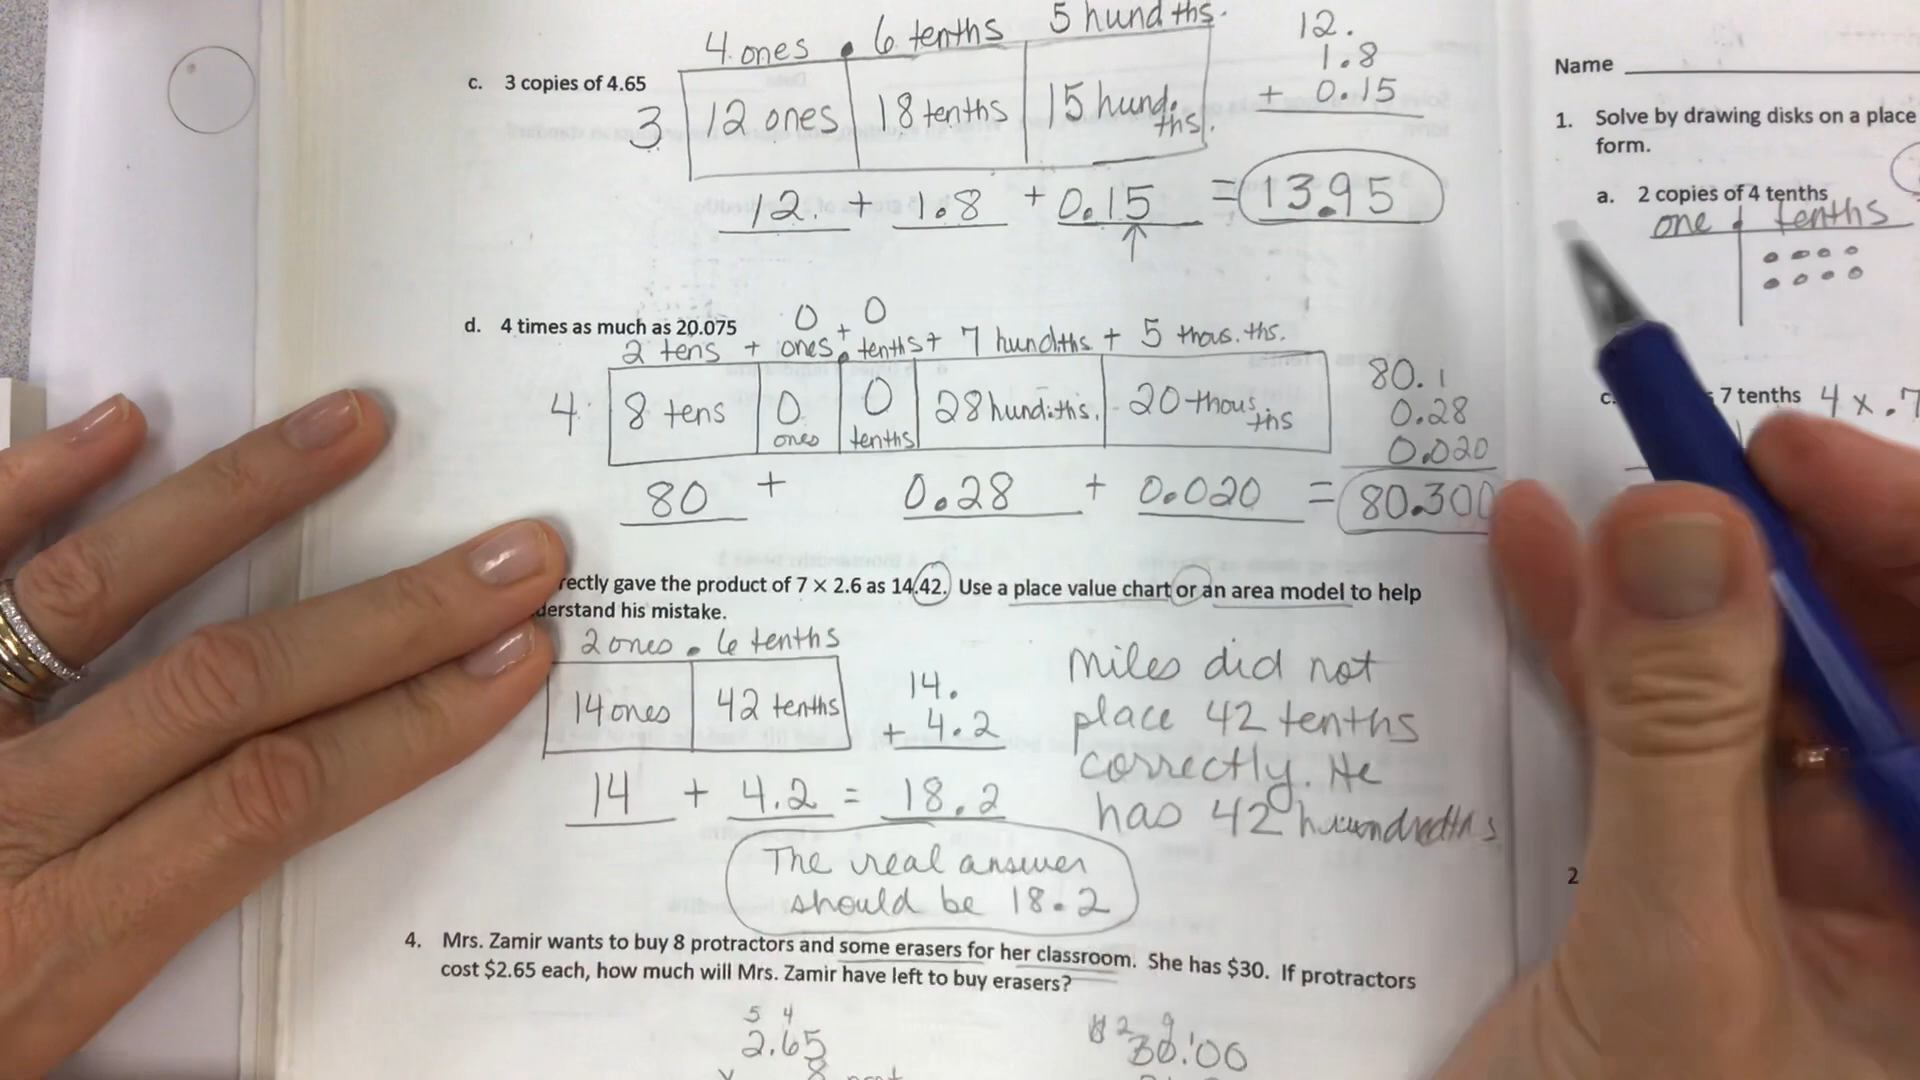 4 ones . 6 tenths 5 hundths.
c. 3 copies of 4.65
3 12 ones 18 tenths 15 hund.ths.
12. + 1.8 + 0.15 = 13.95
12.
1.8
+ 0.15
d. 4 times as much as 20.075
0 0
2 tens + ones + . tenths + 7 hundths + 5 thous.ths.
4 8 tens 0 ones 0 tenths 28 hundths. 20 thousths
80 + 0.28 + 0.020 = 80.300
80.
0.28
0.020
rectly gave the product of 7 × 2.6 as 14.42. Use a place value chart or an area model to help
derstand his mistake.
2 ones . 6 tenths
14 ones 42 tenths
14.
+ 4.2
14 + 4.2 = 18.2
Miles did not
place 42 tenths
correctly. He
has 42 hundredths
The real answer
should be 18.2
4. Mrs. Zamir wants to buy 8 protractors and some erasers for her classroom. She has $30. If protractors
cost $2.65 each, how much will Mrs. Zamir have left to buy erasers?
5 4
2.65
8
2 9
30.00
Name
1. Solve by drawing disks on a place
form.
a. 2 copies of 4 tenths
one . tenths
c. 7 tenths 4 x .7
2